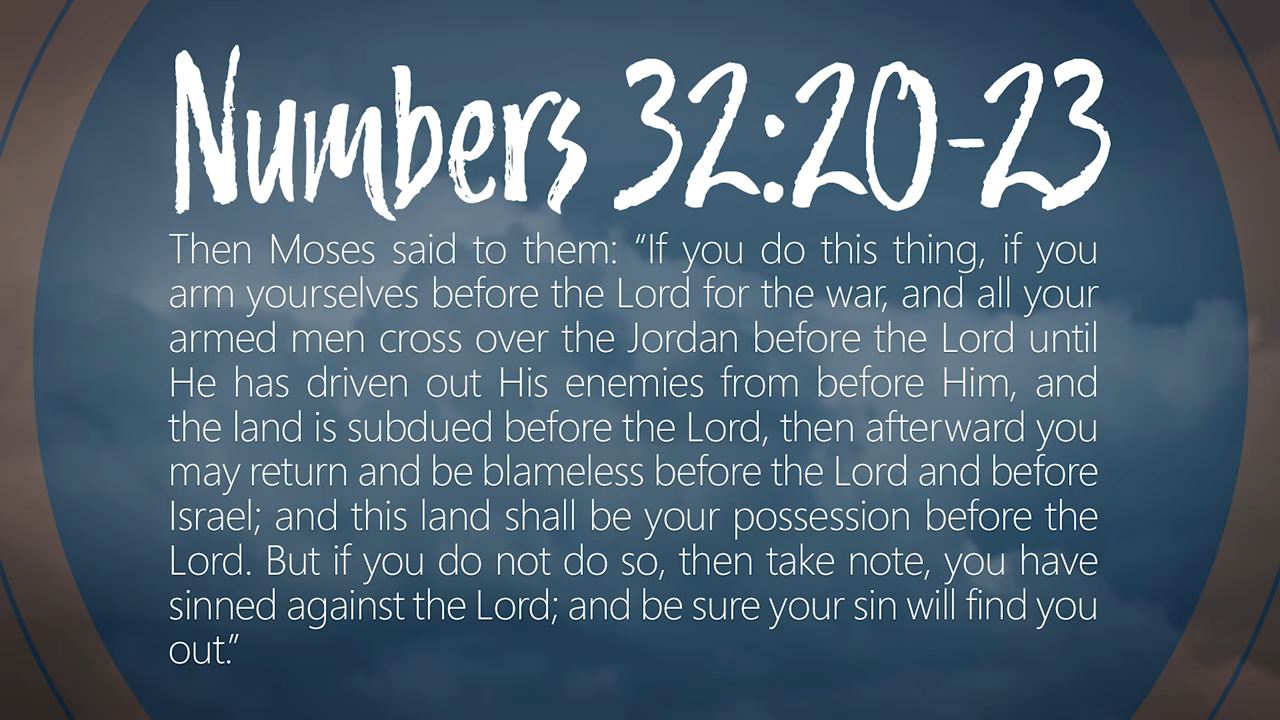 Numbers 32:20-23
Then Moses said to them: “If you do this thing, if you
arm yourselves before the Lord for the war, and all your
armed men cross over the Jordan before the Lord until
He has driven out His enemies from before Him, and
the land is subdued before the Lord, then afterward you
may return and be blameless before the Lord and before
Israel; and this land shall be your possession before the
Lord. But if you do not do so, then take note, you have
sinned against the Lord; and be sure your sin will find you
out.”